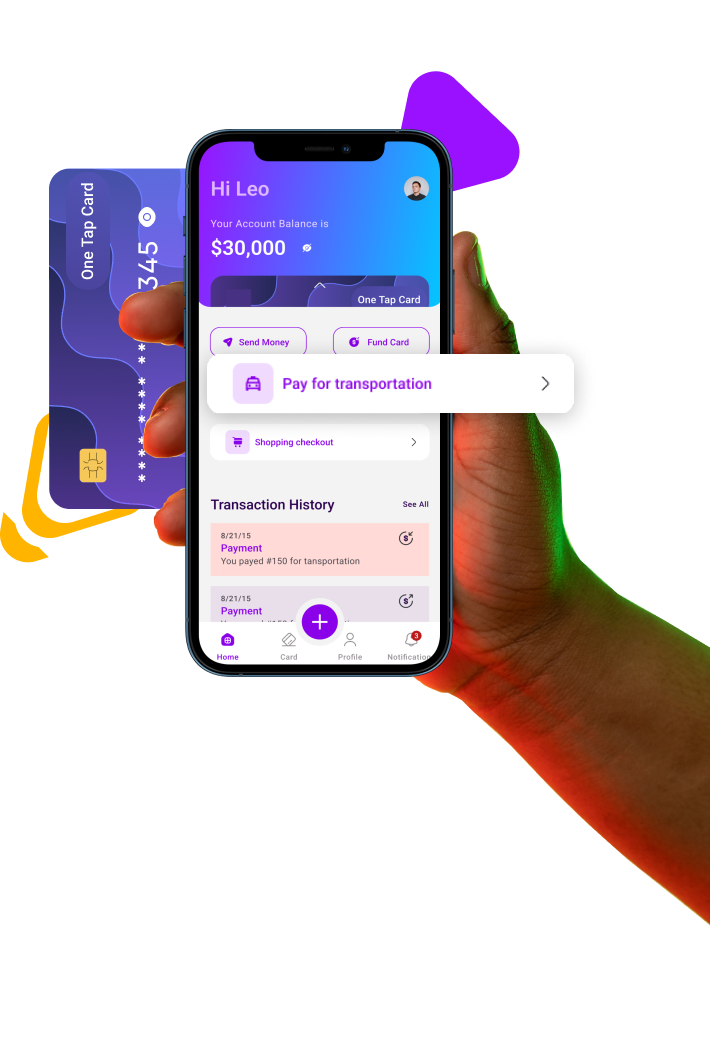 One Tap Card
345
**** **** ****
Hi Leo
Your Account Balance is
$30,000
One Tap Card
Send Money
Fund Card
Pay for transportation
Shopping checkout
Transaction History
See All
8/21/15
Payment
You payed #150 for tansportation
8/21/15
Payment
Home
Card
Profile
3
Notification